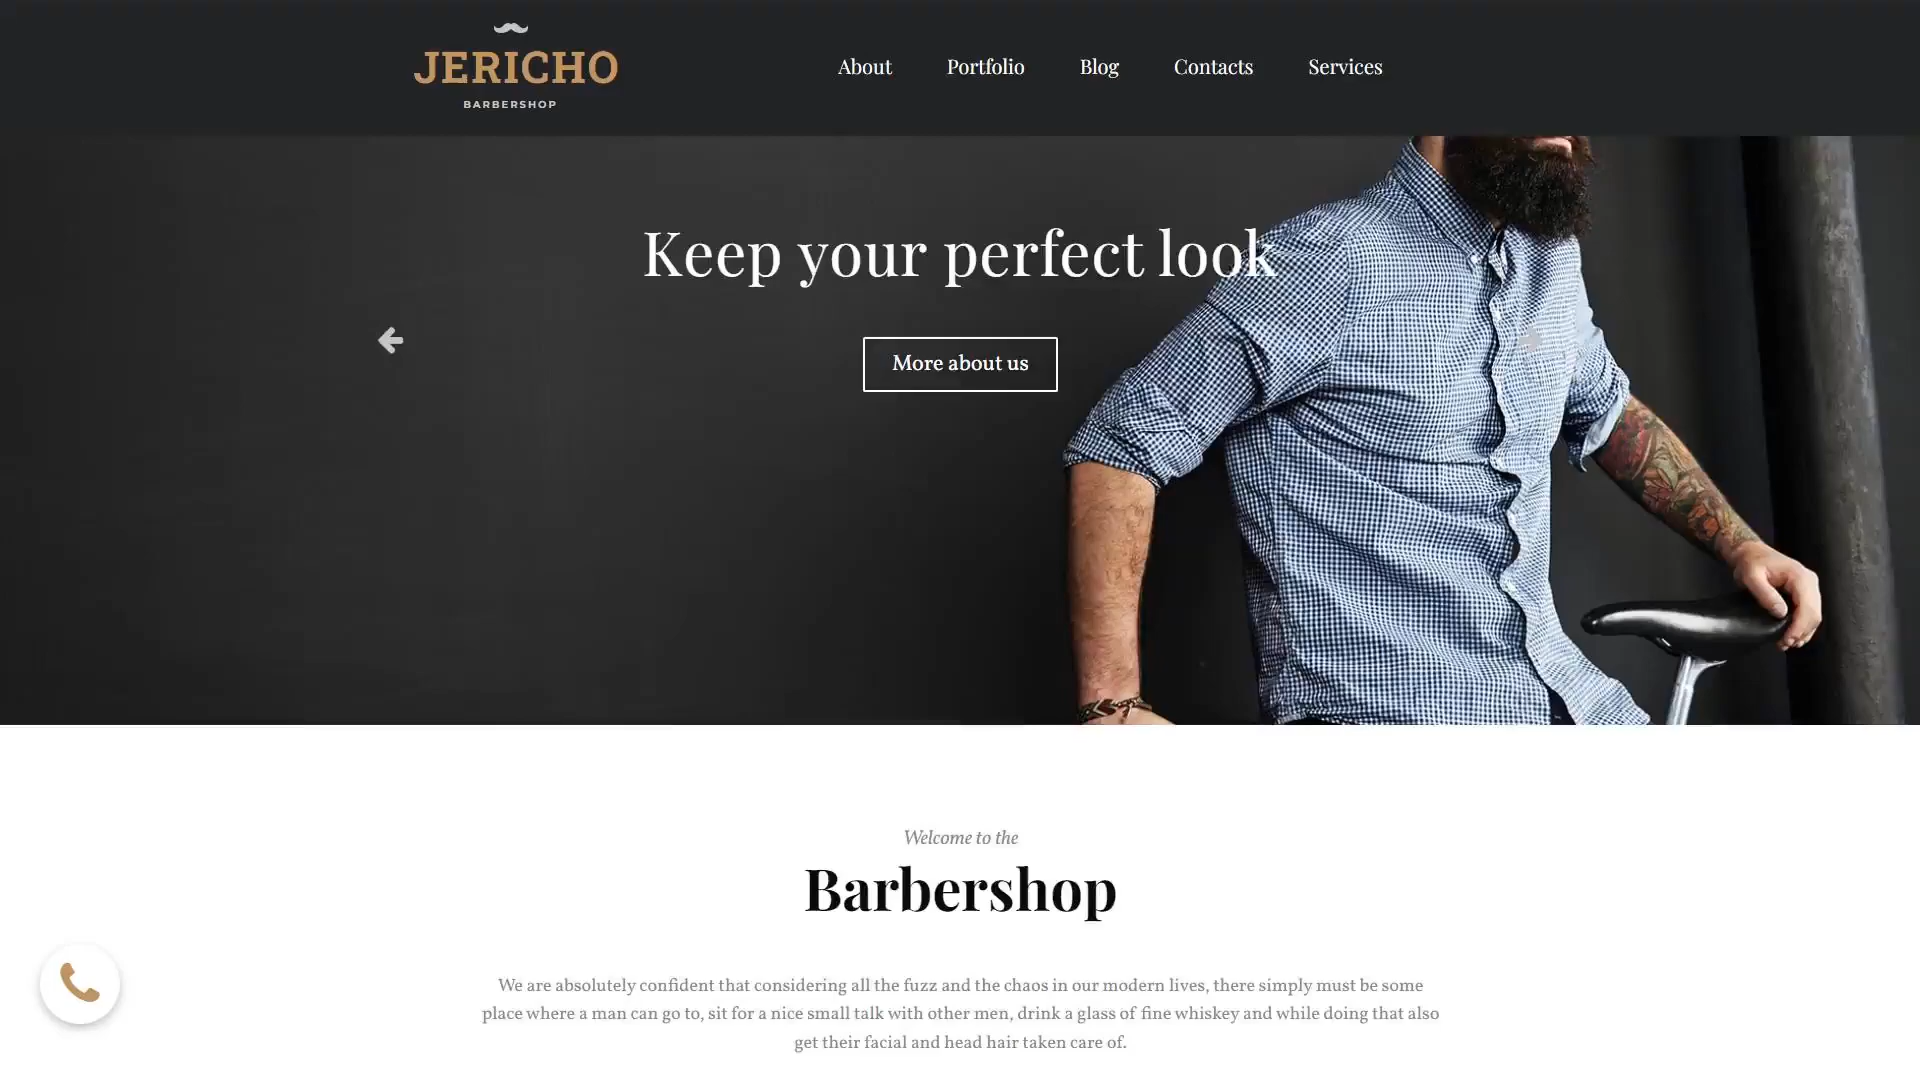 JERICHO
BARBERSHOP
About
Portfolio
Blog
Contacts
Services
Keep your perfect look
More about us
Welcome to the
Barbershop
We are absolutely confident that considering all the fuzz and the chaos in our modern lives, there simply must be some
place where a man can go to, sit for a nice small talk with other men, drink a glass of fine whiskey and while doing that also
get their facial and head hair taken care of.